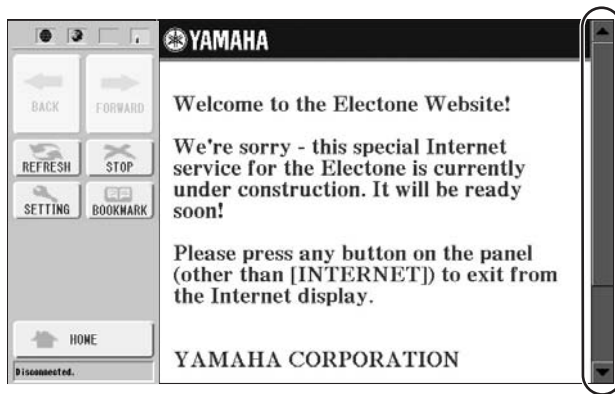 YAMAHA
BACK
FORWARD
REFRESH
STOP
SETTING
BOOKMARK
HOME
Disconnected.
Welcome to the Electone Website!
We're sorry - this special Internet
service for the Electone is currently
under construction. It will be ready
soon!
Please press any button on the panel
(other than [INTERNET]) to exit from
the Internet display.
YAMAHA CORPORATION